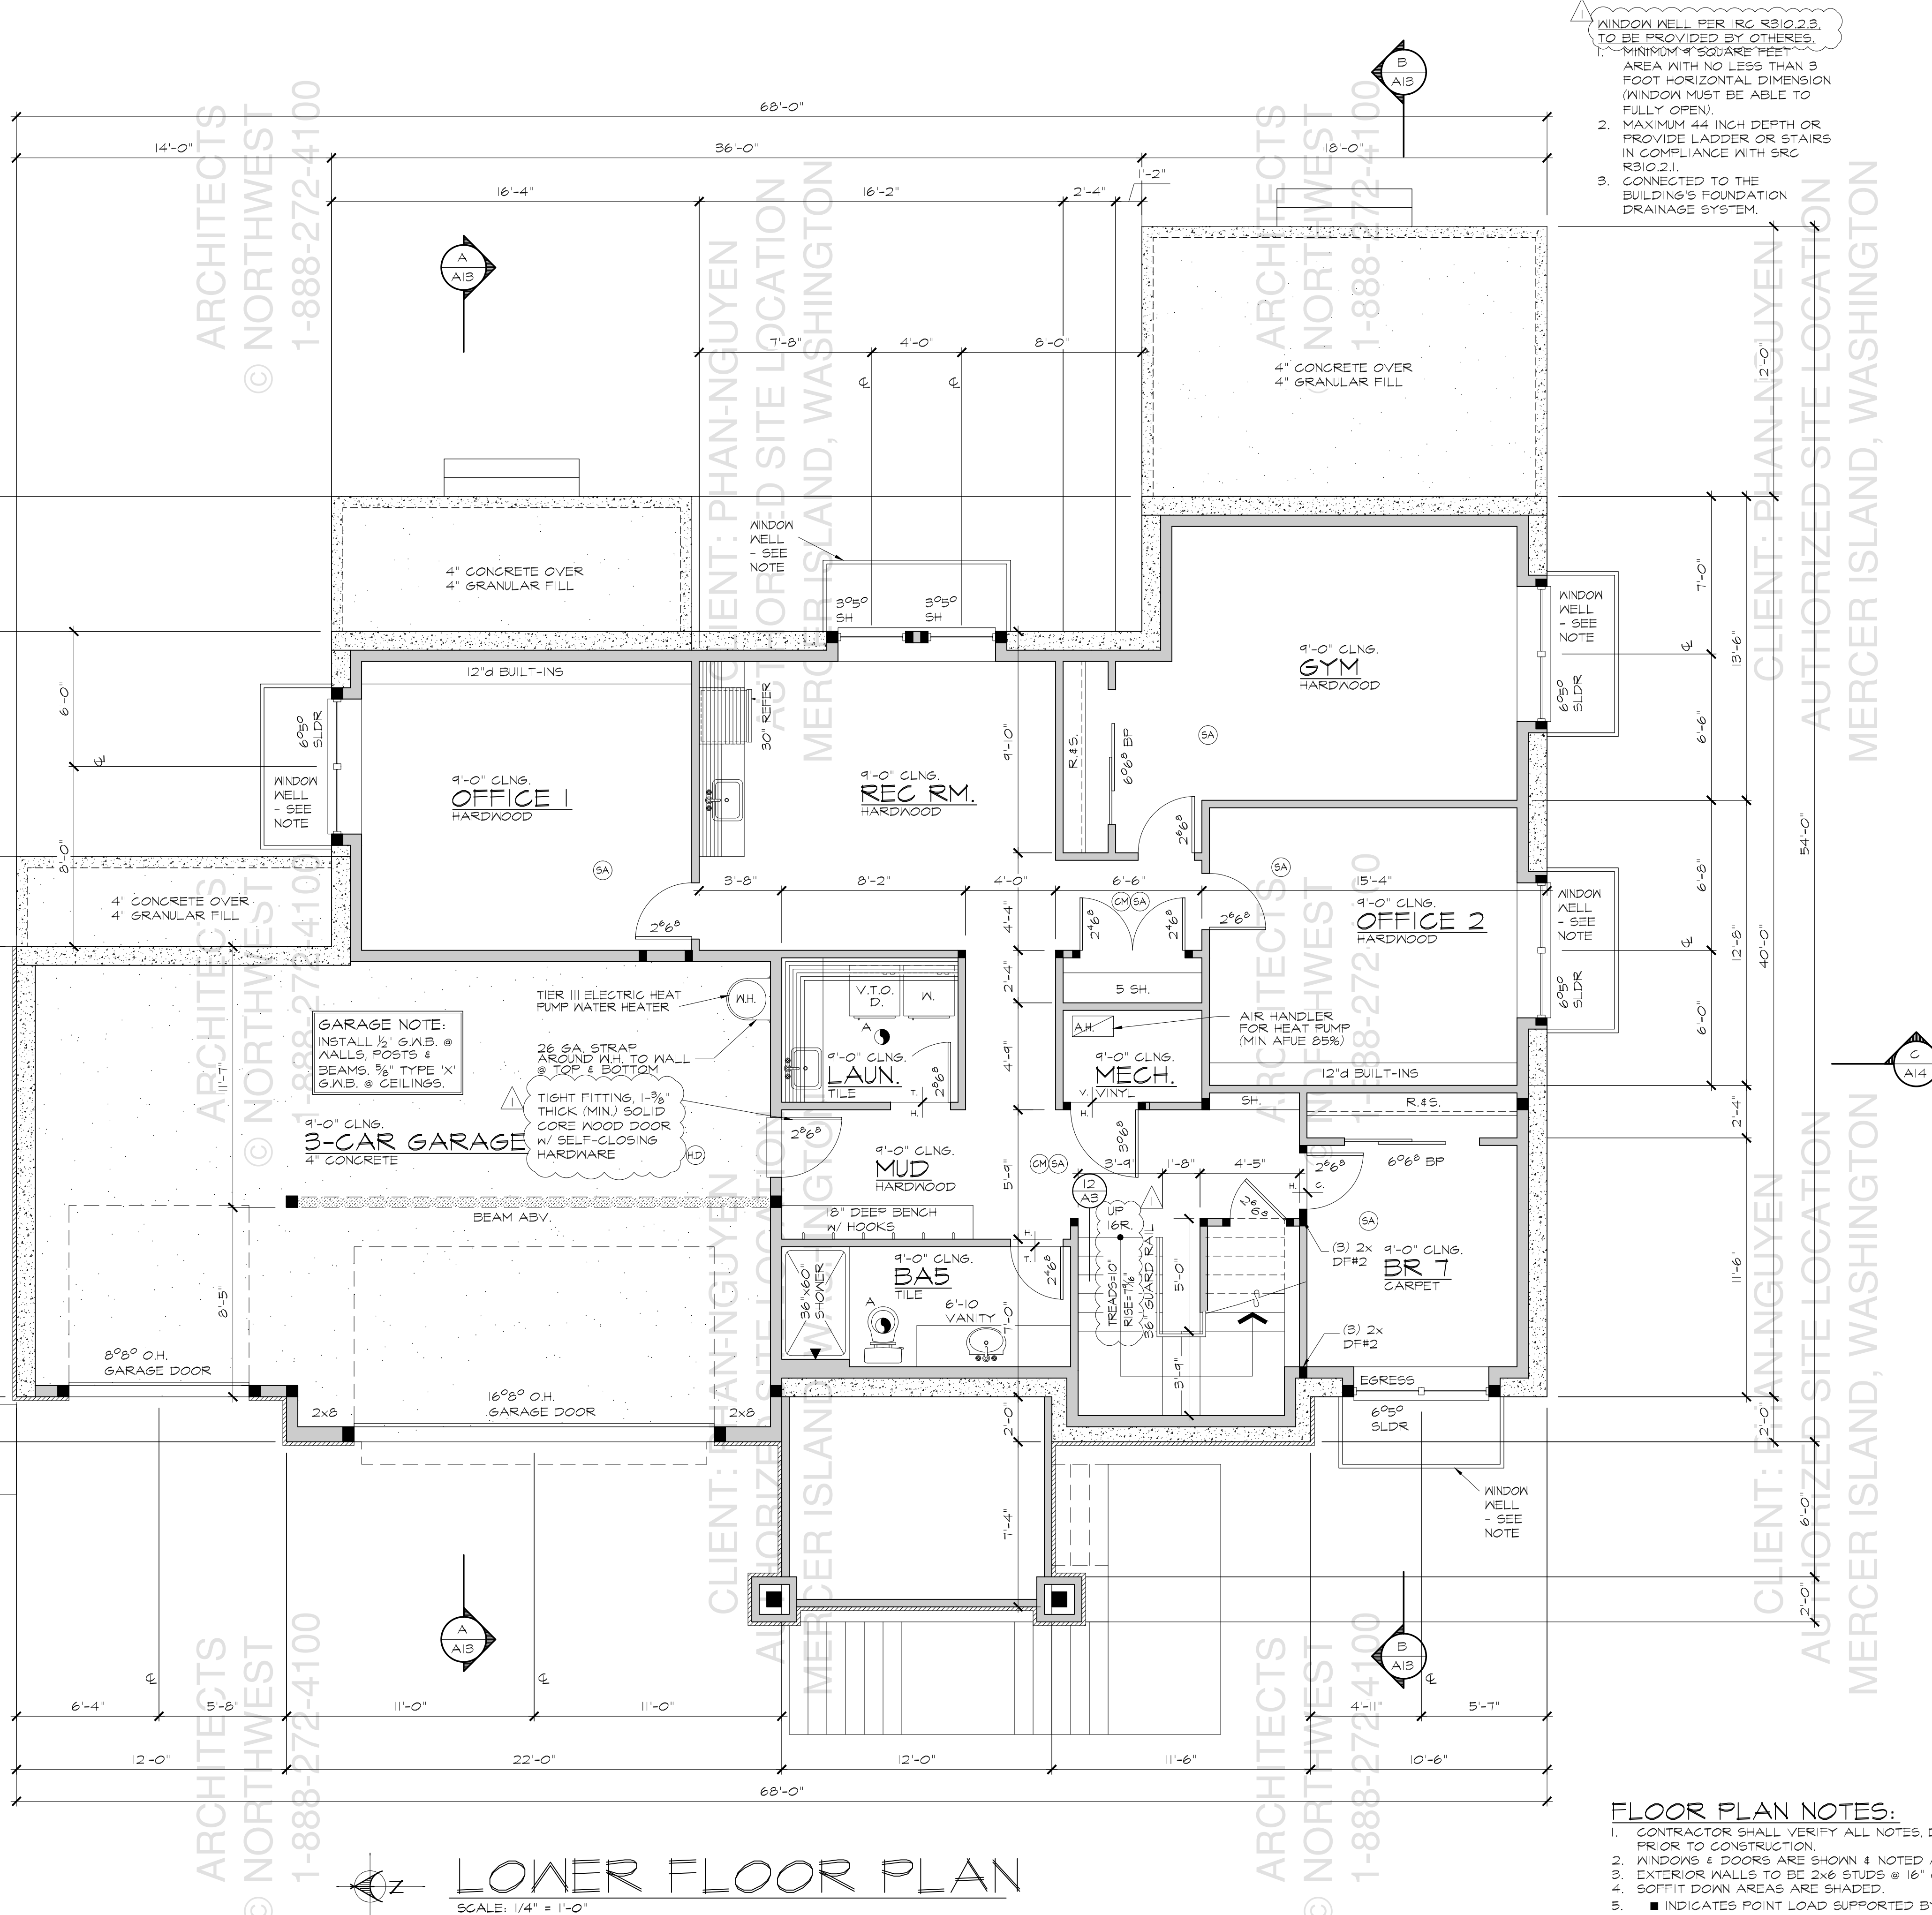 1
WINDOW WELL PER IRC R310.2.3,
TO BE PROVIDED BY OTHERES.
1. MINIMUM 9 SQUARE FEET
AREA WITH NO LESS THAN 3
FOOT HORIZONTAL DIMENSION
(WINDOW MUST BE ABLE TO
FULLY OPEN).
2. MAXIMUM 44 INCH DEPTH OR
PROVIDE LADDER OR STAIRS
IN COMPLIANCE WITH SRC
R310.2.1.
3. CONNECTED TO THE
BUILDING'S FOUNDATION
DRAINAGE SYSTEM.
B
A13
68'-0"
14'-0"
36'-0"
18'-0"
1'-2"
16'-4"
16'-2"
2'-4"
A
A13
7'-8"
4'-0"
8'-0"
4" CONCRETE OVER
4" GRANULAR FILL
12'-0"
WINDOW
WELL
- SEE
NOTE
4" CONCRETE OVER
4" GRANULAR FILL
3⁰5⁰
SH
3⁰5⁰
SH
WINDOW
WELL
- SEE
NOTE
7'-0"
13'-6"
6'-6"
6⁰5⁰
SLDR
9'-0" CLNG.
GYM
HARDWOOD
12"d BUILT-INS
30" REFER
6'-0"
6⁰5⁰
SLDR
WINDOW
WELL
- SEE
NOTE
8'-0"
9'-0" CLNG.
OFFICE 1
HARDWOOD
SA
9'-0" CLNG.
REC RM.
HARDWOOD
9'-10"
R.&S.
6⁰6⁸ BP
SA
2⁶6⁸
54'-0"
4" CONCRETE OVER
4" GRANULAR FILL
2⁶6⁸
3'-8"
8'-2"
4'-0"
6'-6"
15'-4"
SA
CM
SA
2⁴6⁸
2⁴6⁸
2⁶6⁸
9'-0" CLNG.
OFFICE 2
HARDWOOD
WINDOW
WELL
- SEE
NOTE
6⁰5⁰
SLDR
6'-8"
12'-8"
40'-0"
6'-0"
4'-4"
2'-4"
4'-9"
5 SH.
TIER III ELECTRIC HEAT
PUMP WATER HEATER
W.H.
26 GA. STRAP
AROUND W.H. TO WALL
@ TOP & BOTTOM
V.T.O.
D.
W.
A
9'-0" CLNG.
LAUN.
TILE
2⁸6⁸
T.
H.
A.H.
AIR HANDLER
FOR HEAT PUMP
(MIN AFUE 85%)
9'-0" CLNG.
MECH.
VINYL
V.
H.
12"d BUILT-INS
C
A14
GARAGE NOTE:
INSTALL ½" G.W.B. @
WALLS, POSTS &
BEAMS. ⅝" TYPE 'X'
G.W.B. @ CEILINGS.
11'-7"
1
TIGHT FITTING, 1-⅜"
THICK (MIN.) SOLID
CORE WOOD DOOR
W/ SELF-CLOSING
HARDWARE
9'-0" CLNG.
3-CAR GARAGE
4" CONCRETE
H.D
2⁸6⁸
9'-0" CLNG.
MUD
HARDWOOD
5'-9"
CM
SA
3⁰6⁸
SH.
R.&S.
2'-4"
6⁰6⁸ BP
3'-9"
1'-8"
4'-5"
2⁶6⁸
H.
C.
SA
12
A3
1
BEAM ABV.
18" DEEP BENCH
W/ HOOKS
UP
16R.
TREADS=10"
36" GUARD RAIL
5'-0"
3'-9"
(3) 2x
DF#2
9'-0" CLNG.
BR 7
CARPET
11'-6"
(3) 2x
DF#2
H.
T.
2⁴6⁸
9'-0" CLNG.
BA5
TILE
36"x60"
SHOWER
A
6'-10
VANITY
7'-0"
8'-5"
8⁰8⁰ O.H.
GARAGE DOOR
16⁰8⁰ O.H.
GARAGE DOOR
2x8
2x8
EGRESS
6⁰5⁰
SLDR
2'-0"
2'-0"
7'-4"
WINDOW
WELL
- SEE
NOTE
6'-0"
2'-0"
A
A13
B
A13
6'-4"
5'-8"
11'-0"
11'-0"
4'-11"
5'-7"
12'-0"
22'-0"
12'-0"
11'-6"
10'-6"
68'-0"
Z
LOWER FLOOR PLAN
SCALE: 1/4" = 1'-0"
FLOOR PLAN NOTES:
1. CONTRACTOR SHALL VERIFY ALL NOTES,
PRIOR TO CONSTRUCTION.
2. WINDOWS & DOORS ARE SHOWN & NOTED
3. EXTERIOR WALLS TO BE 2x6 STUDS @ 16"
4. SOFFIT DOWN AREAS ARE SHADED.
5. ■ INDICATES POINT LOAD SUPPORTED BY
ARCHITECTS
© NORTHWEST
1-888-272-4100
CLIENT: PHAN-NGUYEN
AUTHORIZED SITE LOCATION
MERCER ISLAND, WASHINGTON